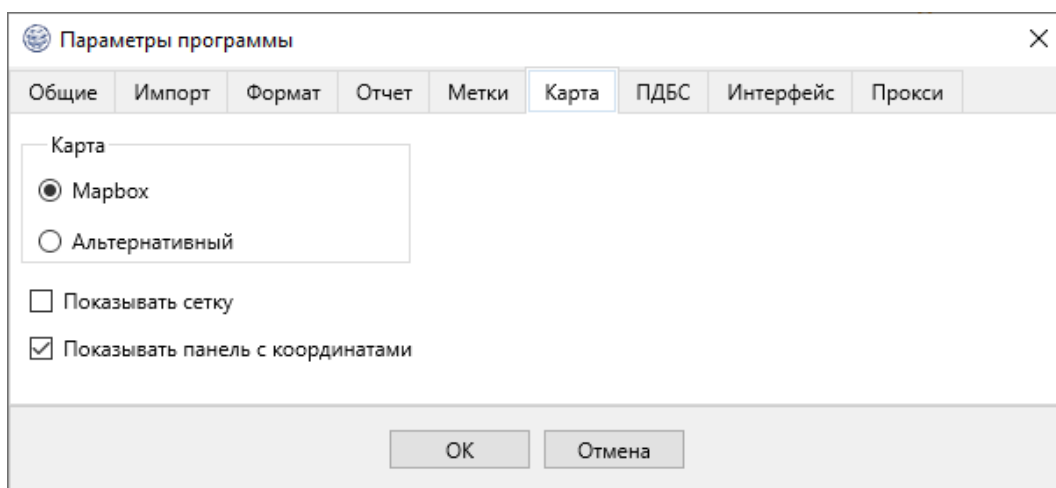 Параметры программы
Общие Импорт Формат Отчет Метки Карта ПДБС Интерфейс Прокси
Карта
Mapbox
Альтернативный
Показывать сетку
Показывать панель с координатами
ОК Отмена